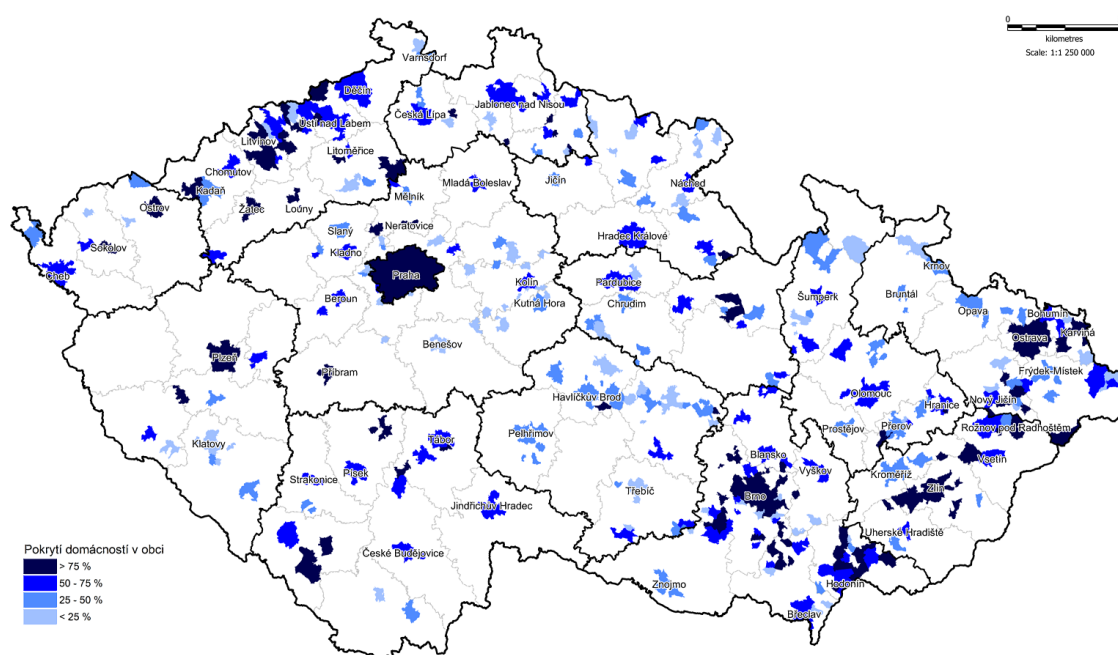 0
kilometres
Scale: 1:1 250 000
Varnsdorf
Děčín
Česká Lípa
Jablonec nad Nisou
Ústí nad Labem
Litvínov
Litoměřice
Chomutov
Mladá Boleslav
Jičín
Náchod
Kadaň
Mělník
Ostrov
Žatec
Louny
Neratovice
Slaný
Hradec Králové
Sokolov
Kladno
Cheb
Praha
Krnov
Kolín
Pardubice
Beroun
Kutná Hora
Chrudim
Šumperk
Bruntál
Opava
Bohumín
Karviná
Ostrava
Benešov
Plzeň
Příbram
Frýdek-Místek
Havlíčkův Brod
Olomouc
Nový Jičín
Hranice
Klatovy
Tábor
Pelhřimov
Prostějov
Přerov
Rožnov pod Radhoštěm
Blansko
Vsetín
Strakonice
Písek
Vyškov
Kroměříž
Třebíč
Brno
Zlín
Jindřichův Hradec
Uherské Hradiště
České Budějovice
Znojmo
Hodonín
Břeclav
Pokrytí domácností v obci
> 75 %
50 - 75 %
25 - 50 %
< 25 %